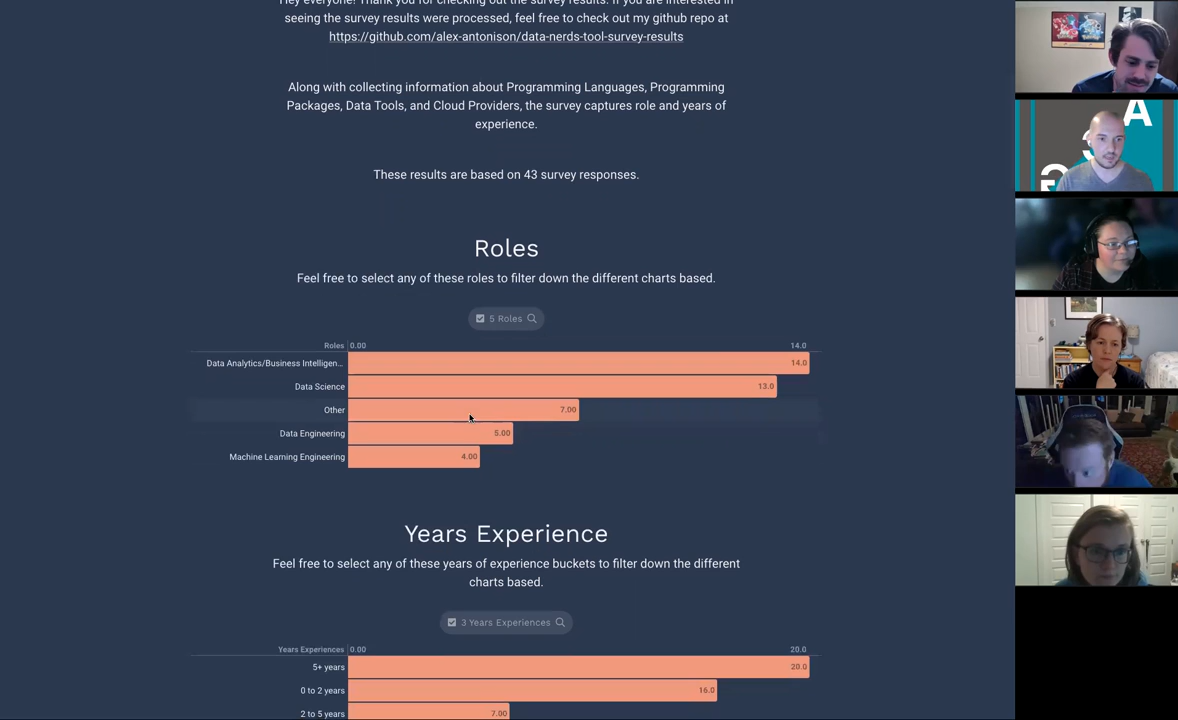 Hey everyone! Thank you for checking out the survey results. If you are interested in
seeing the survey results were processed, feel free to check out my github repo at
https://github.com/alex-antonison/data-nerds-tool-survey-results
Along with collecting information about Programming Languages, Programming
Packages, Data Tools, and Cloud Providers, the survey captures role and years of
experience.
These results are based on 43 survey responses.
Roles
Feel free to select any of these roles to filter down the different charts based.
5 Roles
Roles 0.00 14.0
Data Analytics/Business Intelligen... 14.0
Data Science 13.0
Other 7.00
Data Engineering 5.00
Machine Learning Engineering 4.00
Years Experience
Feel free to select any of these years of experience buckets to filter down the different
charts based.
3 Years Experiences
Years Experiences 0.00 20.0
5+ years 20.0
0 to 2 years 16.0
2 to 5 years 7.00